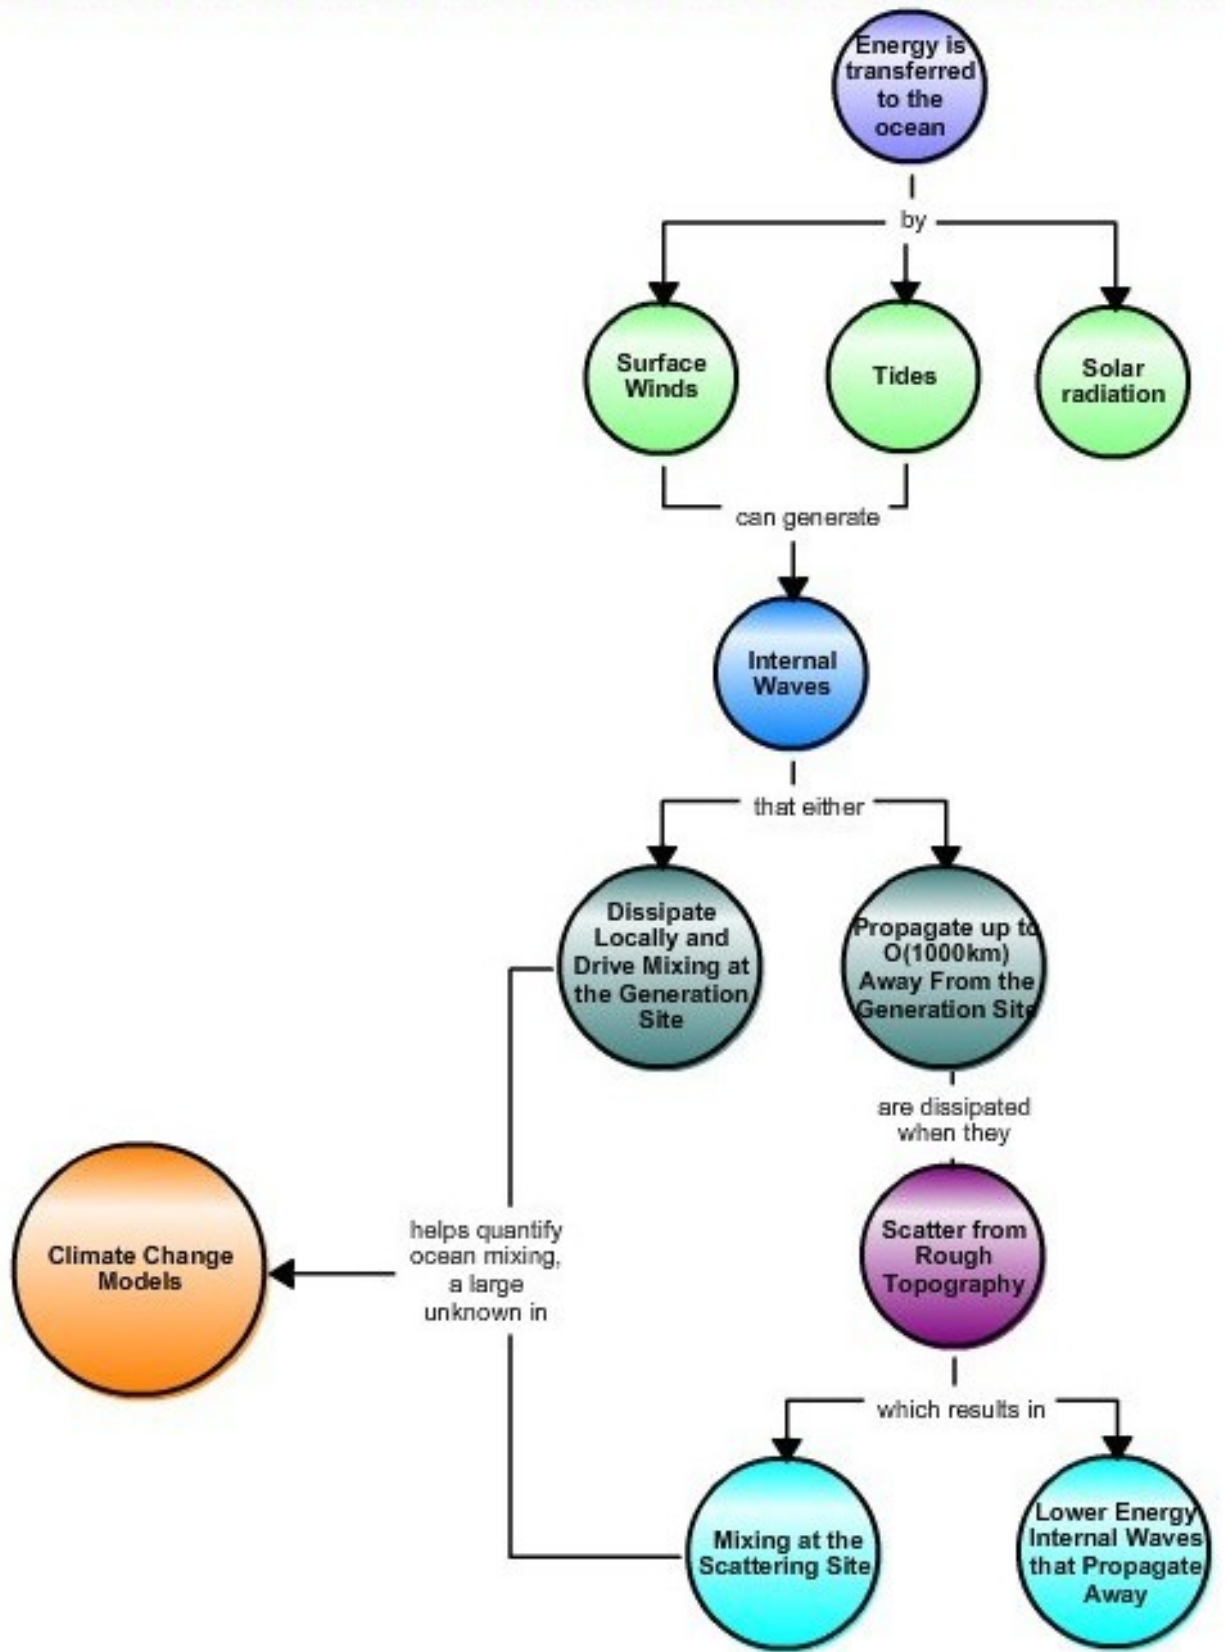 Energy is
transferred
to the
ocean
by
Surface
Winds
Tides
Solar
radiation
can generate
Internal
Waves
that either
Dissipate
Locally and
Drive Mixing at
the Generation
Site
Propagate up to
O(1000km)
Away From the
Generation Site
are dissipated
when they
Scatter from
Rough
Topography
helps quantify
ocean mixing,
a large
unknown in
Climate Change
Models
which results in
Mixing at the
Scattering Site
Lower Energy
Internal Waves
that Propagate
Away